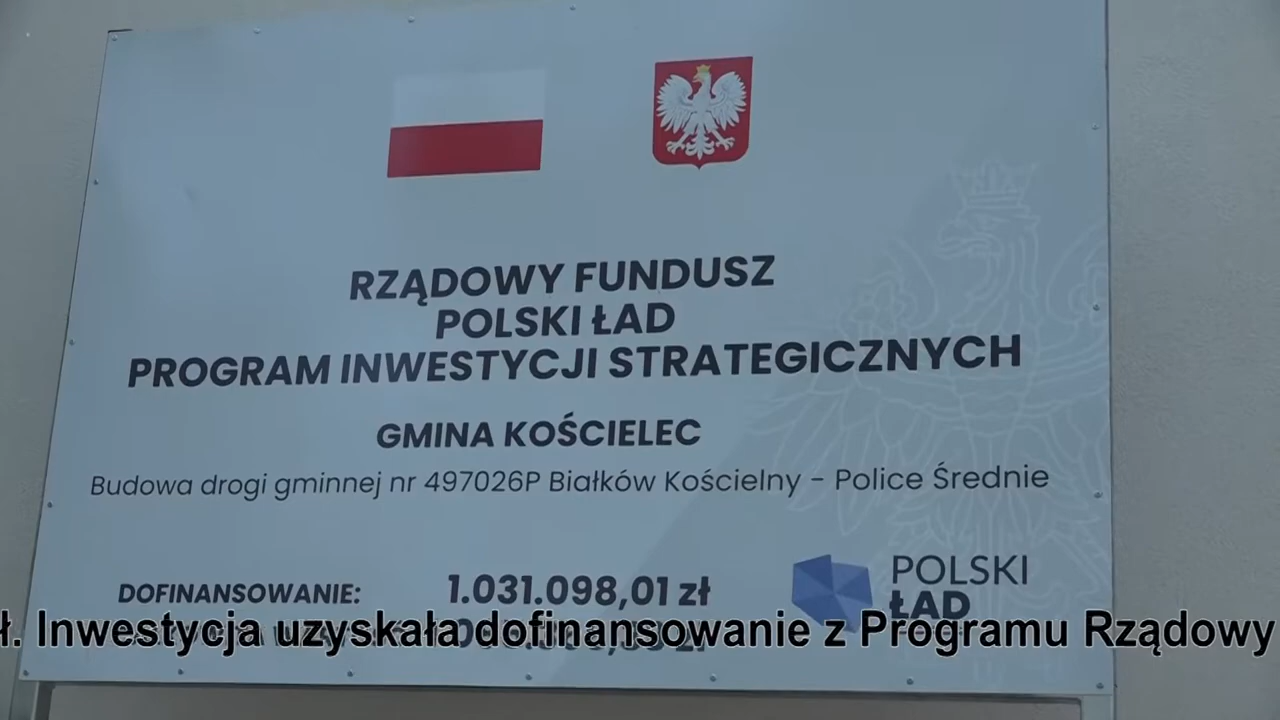 RZĄDOWY FUNDUSZ
POLSKI ŁAD
PROGRAM INWESTYCJI STRATEGICZNYCH
GMINA KOŚCIELEC
Budowa drogi gminnej nr 497026P Białków Kościelny - Police Średnie
DOFINANSOWANIE: 1.031.098,01 zł
POLSKI
ŁAD
ł. Inwestycja uzyskała dofinansowanie z Programu Rządowy